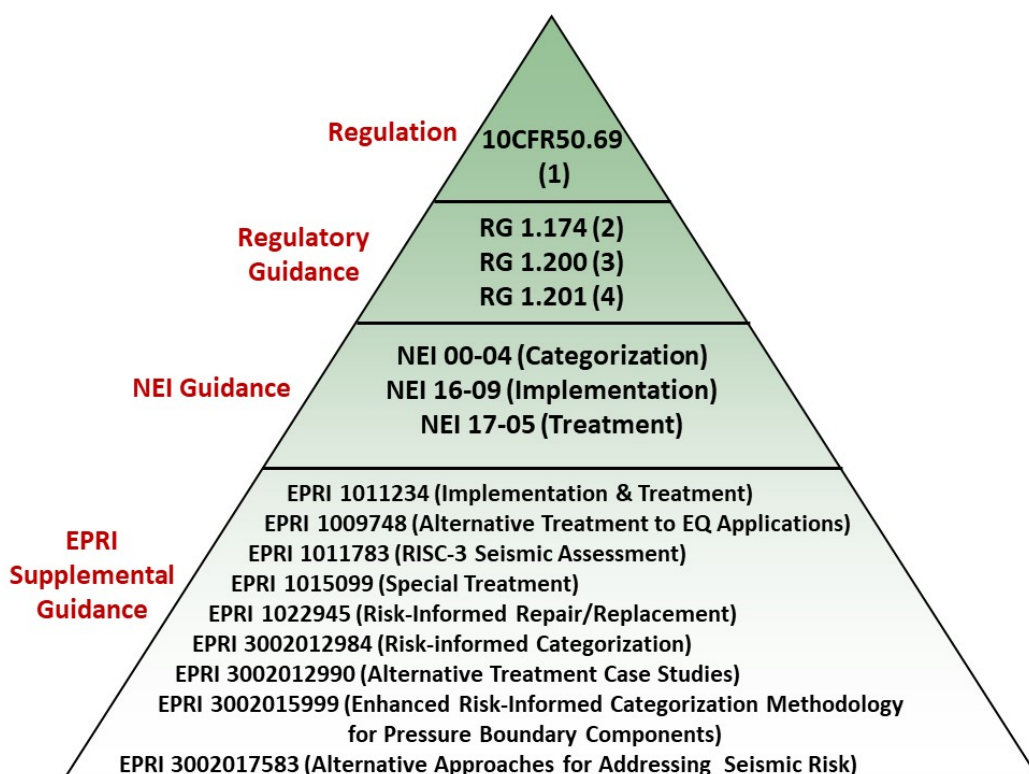 Regulation
10CFR50.69
(1)
Regulatory
Guidance
RG 1.174 (2)
RG 1.200 (3)
RG 1.201 (4)
NEI Guidance
NEI 00-04 (Categorization)
NEI 16-09 (Implementation)
NEI 17-05 (Treatment)
EPRI
Supplemental
Guidance
EPRI 1011234 (Implementation & Treatment)
EPRI 1009748 (Alternative Treatment to EQ Applications)
EPRI 1011783 (RISC-3 Seismic Assessment)
EPRI 1015099 (Special Treatment)
EPRI 1022945 (Risk-Informed Repair/Replacement)
EPRI 3002012984 (Risk-informed Categorization)
EPRI 3002012990 (Alternative Treatment Case Studies)
EPRI 3002015999 (Enhanced Risk-Informed Categorization Methodology
for Pressure Boundary Components)
EPRI 3002017583 (Alternative Approaches for Addressing Seismic Risk)